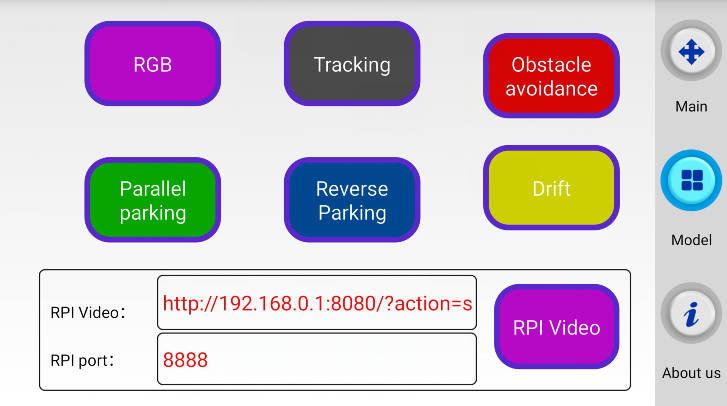 RGB
Tracking
Obstacle
avoidance
Main
Parallel
parking
Reverse
Parking
Drift
Model
RPI Video：
http://192.168.0.1:8080/?action=s
RPI Video
RPI port：
8888
About us